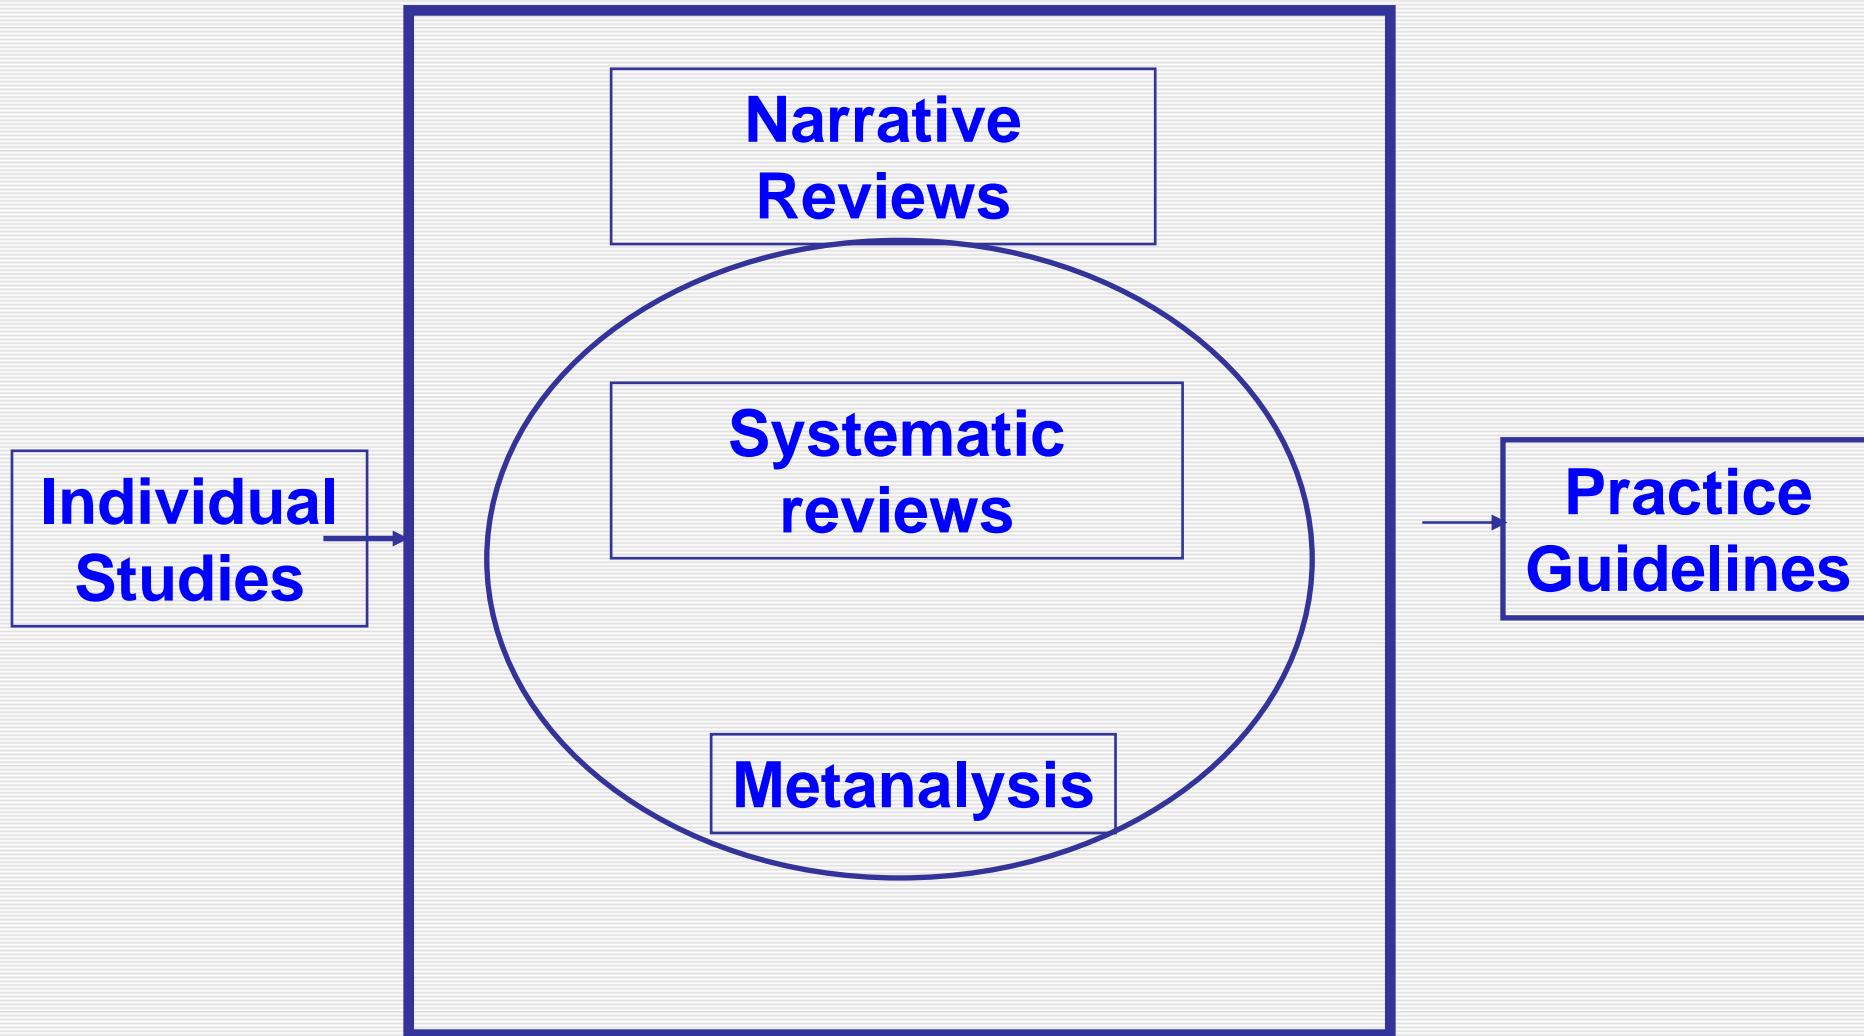 Narrative
Reviews
Systematic
reviews
Metanalysis
Individual
Studies
Practice
Guidelines